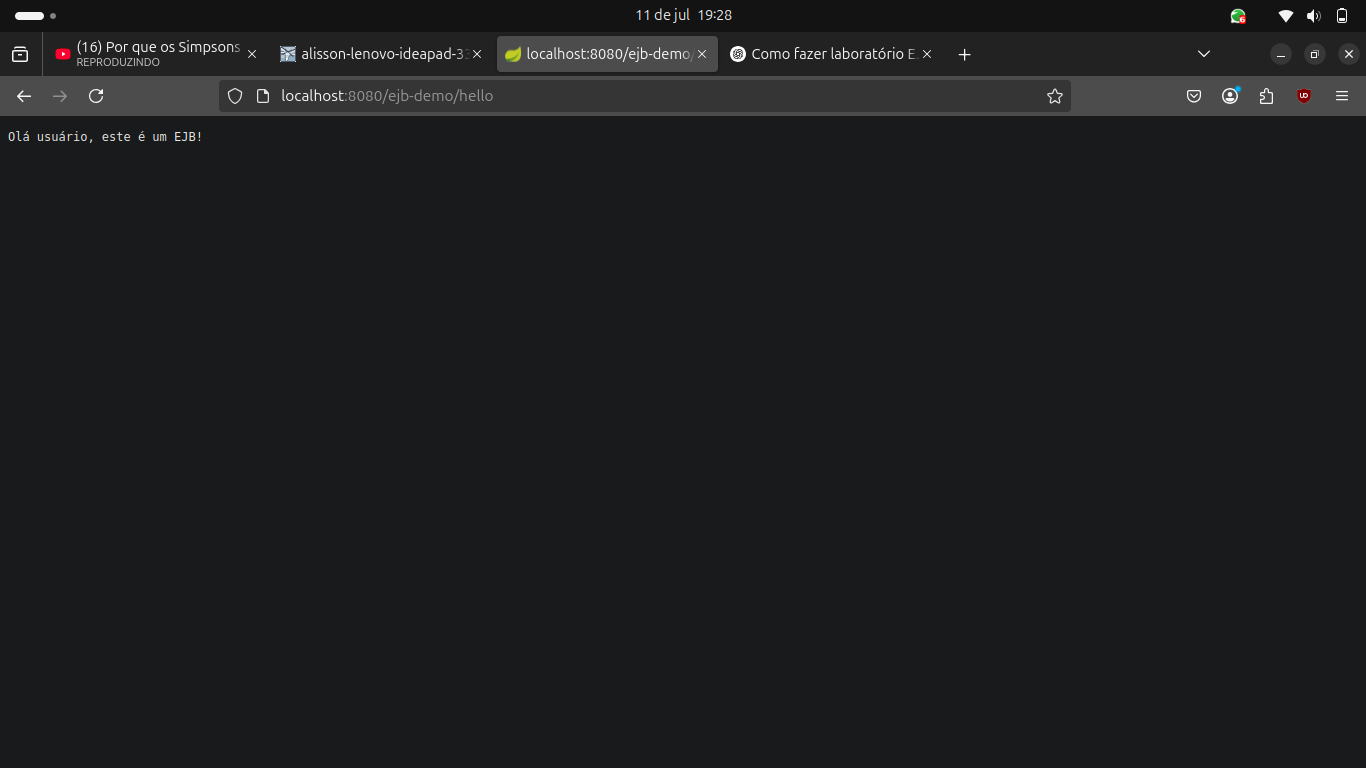 11 de jul 19:28
(16) Por que os Simpsons
REPRODUZINDO
alisson-lenovo-ideapad-33
localhost:8080/ejb-demo/
Como fazer laboratório E
localhost:8080/ejb-demo/hello
Olá usuário, este é um EJB!